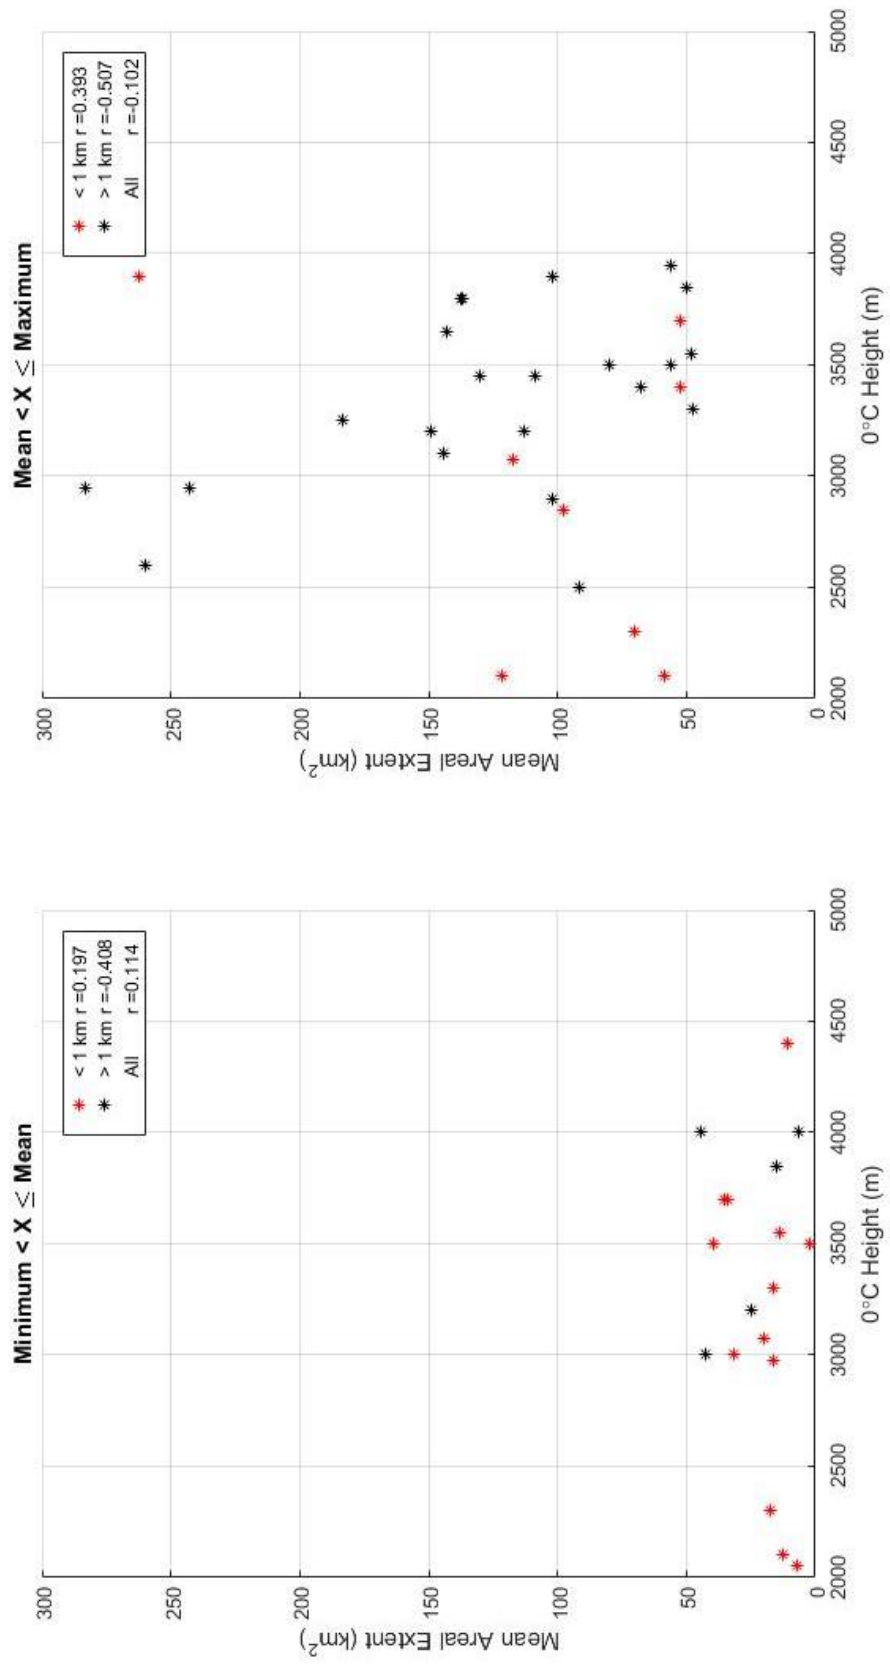 Minimum < X ≤ Mean
300
250
200
150
100
50
0
Mean Areal Extent (km²)
< 1 km r =0.197
> 1 km r =-0.408
All r =0.114
2000 2500 3000 3500 4000 4500 5000
0°C Height (m)
Mean < X ≤ Maximum
300
250
200
150
100
50
0
Mean Areal Extent (km²)
< 1 km r =0.393
> 1 km r =-0.507
All r =-0.102
2000 2500 3000 3500 4000 4500 5000
0°C Height (m)